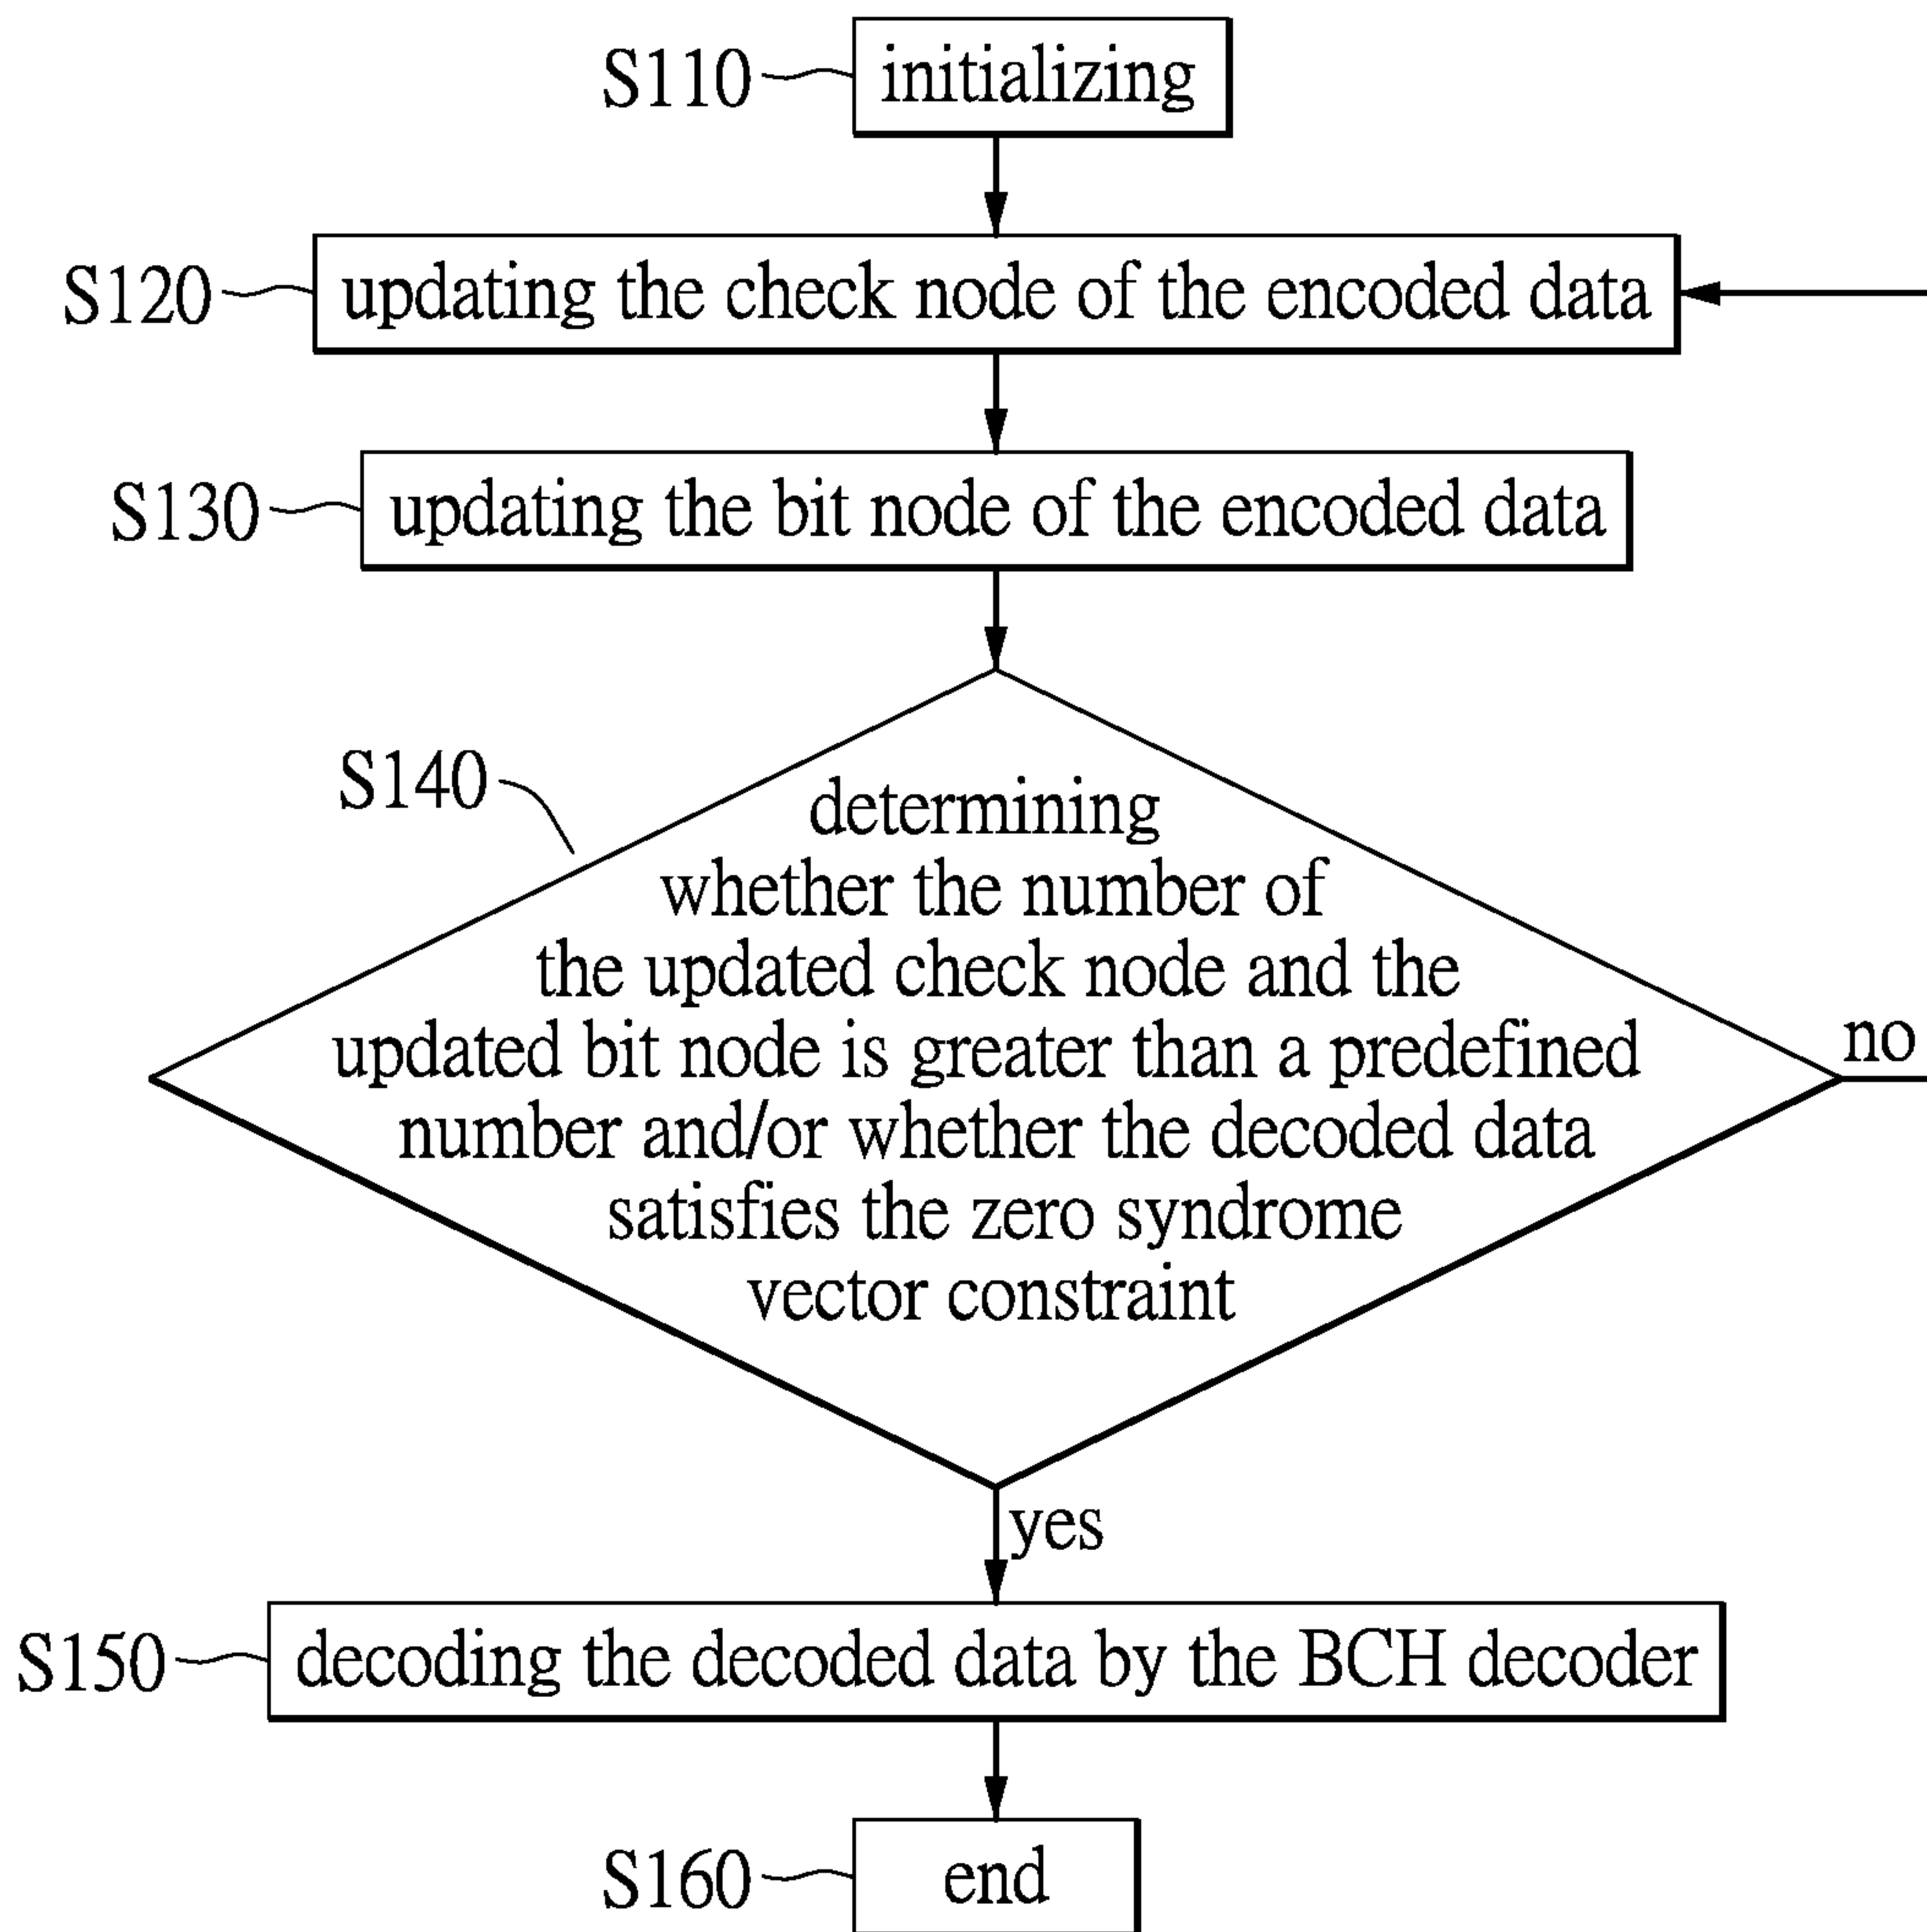 S110 initializing
S120 updating the check node of the encoded data
S130 updating the bit node of the encoded data
S140
determining
whether the number of
the updated check node and the
updated bit node is greater than a predefined
number and/or whether the decoded data
satisfies the zero syndrome
vector constraint
no
yes
S150 decoding the decoded data by the BCH decoder
S160 end